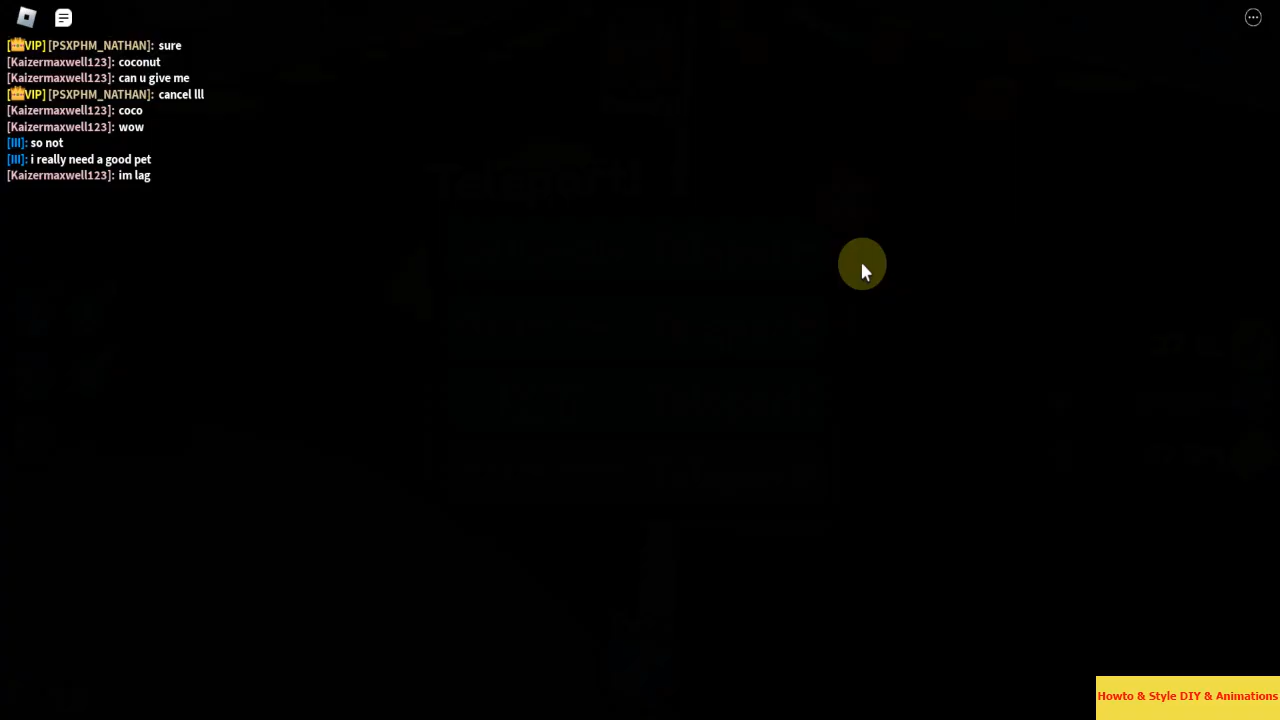 [VIP] [PSXPHM_NATHAN]: sure
[Kaizermaxwell123]: coconut
[Kaizermaxwell123]: can u give me
[VIP] [PSXPHM_NATHAN]: cancel lll
[Kaizermaxwell123]: coco
[Kaizermaxwell123]: wow
[lll]: so not
[lll]: i really need a good pet
[Kaizermaxwell123]: im lag
Teleport!
Howto & Style DIY & Animations